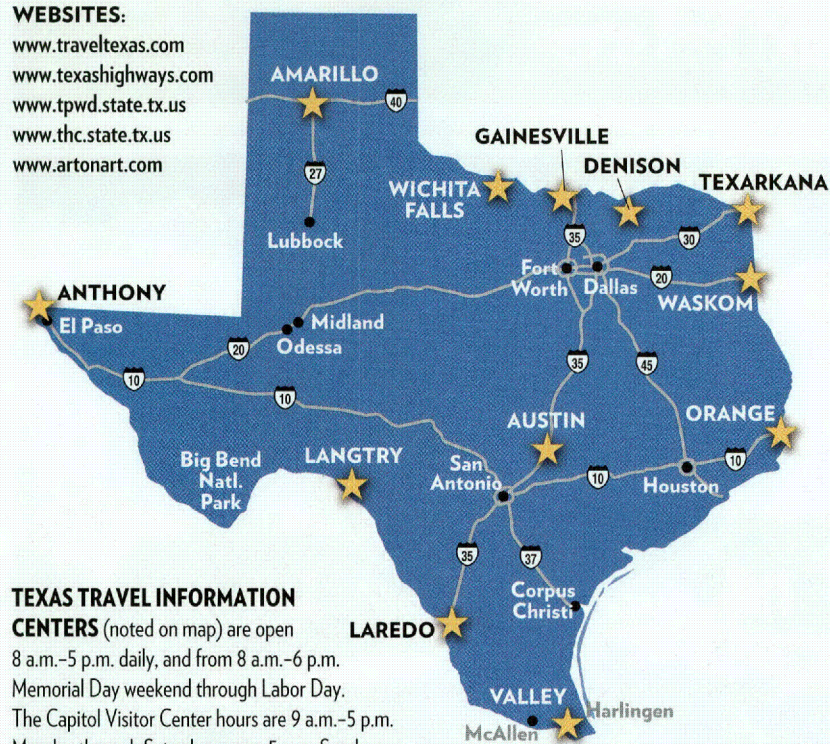 WEBSITES:
www.traveltexas.com
www.texashighways.com
www.tpwd.state.tx.us
www.thc.state.tx.us
www.artonart.com
AMARILLO
40
27
Lubbock
GAINESVILLE
DENISON
TEXARKANA
WICHITA
FALLS
35
30
Fort
Worth
Dallas
20
WASKOM
ANTHONY
El Paso
Midland
Odessa
20
10
10
35
45
AUSTIN
ORANGE
Big Bend
Natl.
Park
LANGTRY
San
Antonio
10
10
Houston
35
37
Corpus
Christi
LAREDO
VALLEY
Harlingen
McAllen
TEXAS TRAVEL INFORMATION
CENTERS (noted on map) are open
8 a.m.–5 p.m. daily, and from 8 a.m.–6 p.m.
Memorial Day weekend through Labor Day.
The Capitol Visitor Center hours are 9 a.m.–5 p.m.